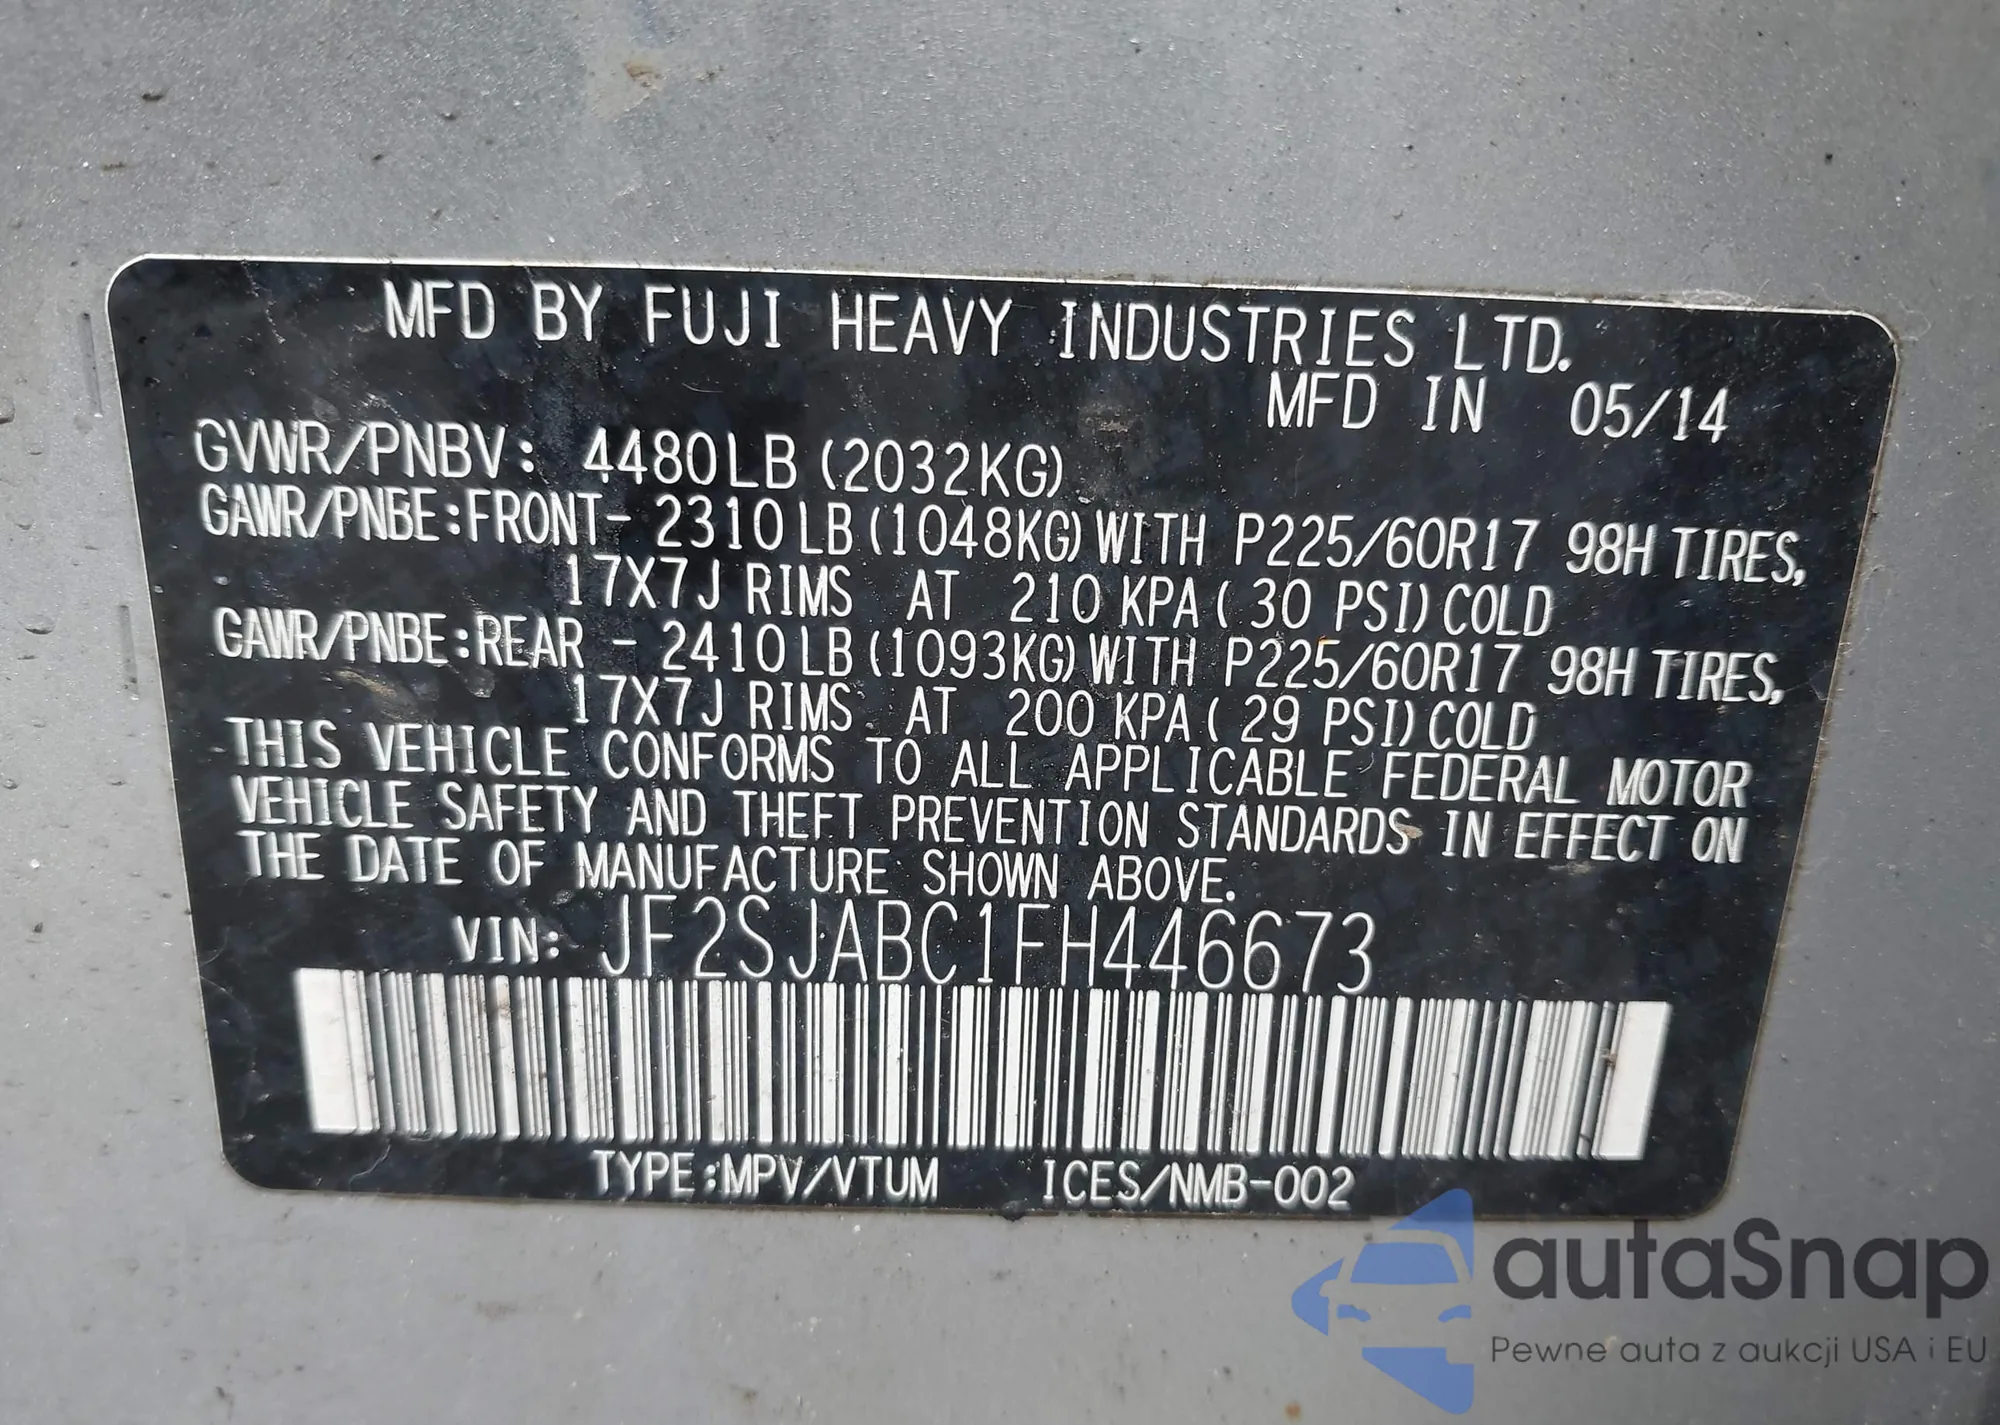 MFD BY FUJI HEAVY INDUSTRIES LTD.
MFD IN 05/14
GVWR/PNBV: 4480LB (2032KG)
GAWR/PNBE:FRONT- 2310LB (1048KG) WITH P225/60R17 98H TIRES,
17X7J RIMS AT 210 KPA ( 30 PSI) COLD
GAWR/PNBE:REAR - 2410LB (1093KG) WITH P225/60R17 98H TIRES,
17X7J RIMS AT 200 KPA ( 29 PSI) COLD
THIS VEHICLE CONFORMS TO ALL APPLICABLE FEDERAL MOTOR
VEHICLE SAFETY AND THEFT PREVENTION STANDARDS IN EFFECT ON
THE DATE OF MANUFACTURE SHOWN ABOVE.
VIN: JF2SJABC1FH446673
TYPE:MPV/VTUM ICES/NMB-002
autaSnap
Pewne auta z aukcji USA i EU